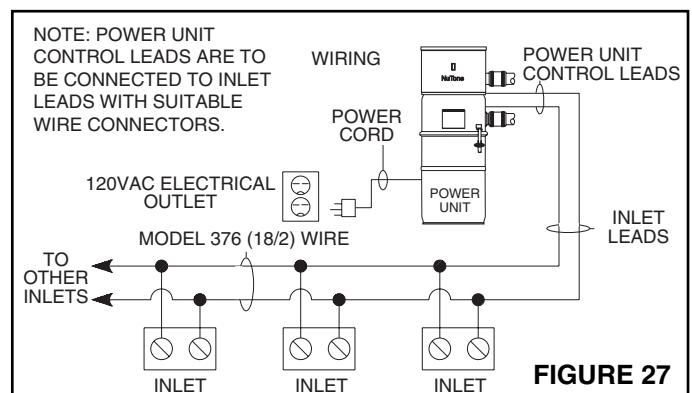 NOTE: POWER UNIT
CONTROL LEADS ARE TO
BE CONNECTED TO INLET
LEADS WITH SUITABLE
WIRE CONNECTORS.
WIRING
NuTone
POWER UNIT
CONTROL LEADS
POWER
CORD
120VAC ELECTRICAL
OUTLET
POWER
UNIT
INLET
LEADS
MODEL 376 (18/2) WIRE
TO
OTHER
INLETS
INLET
INLET
INLET
FIGURE 27